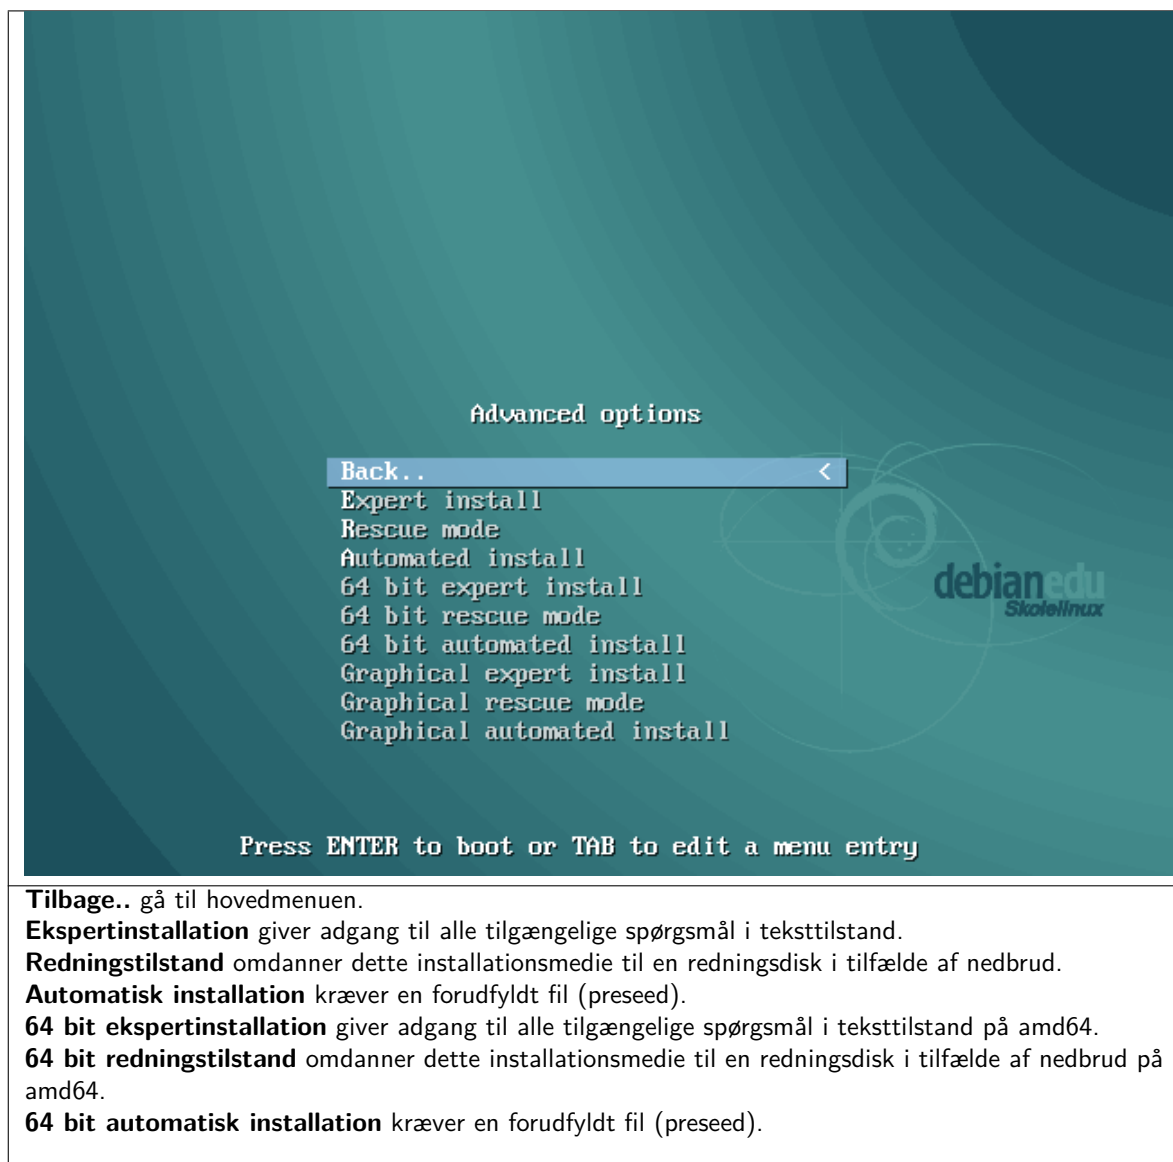 Advanced options
Back.. <
Expert install
Rescue mode
Automated install
64 bit expert install
64 bit rescue mode
64 bit automated install
Graphical expert install
Graphical rescue mode
Graphical automated install
debianedu
Skolelinux
Press ENTER to boot or TAB to edit a menu entry
Tilbage.. gå til hovedmenuen.
Ekspertinstallation giver adgang til alle tilgængelige spørgsmål i teksttilstand.
Redningstilstand omdanner dette installationsmedie til en redningsdisk i tilfælde af nedbrud.
Automatisk installation kræver en forudfyldt fil (preseed).
64 bit ekspertinstallation giver adgang til alle tilgængelige spørgsmål i teksttilstand på amd64.
64 bit redningstilstand omdanner dette installationsmedie til en redningsdisk i tilfælde af nedbrud på
amd64.
64 bit automatisk installation kræver en forudfyldt fil (preseed).